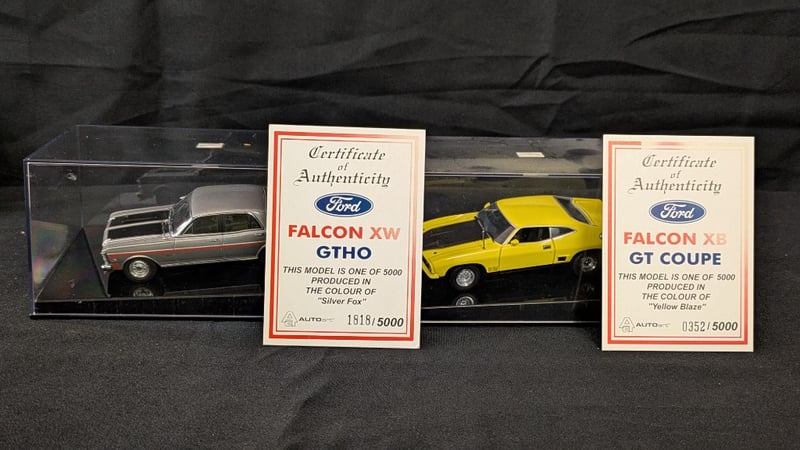 Certificate
of
Authenticity
Ford
FALCON XW
GTHO
THIS MODEL IS ONE OF 5000
PRODUCED IN
THE COLOUR OF
"Silver Fox"
AUTOart
1818/5000
Certificate
of
Authenticity
Ford
FALCON XB
GT COUPE
THIS MODEL IS ONE OF 5000
PRODUCED IN
THE COLOUR OF
"Yellow Blaze"
AUTOart
0352/5000